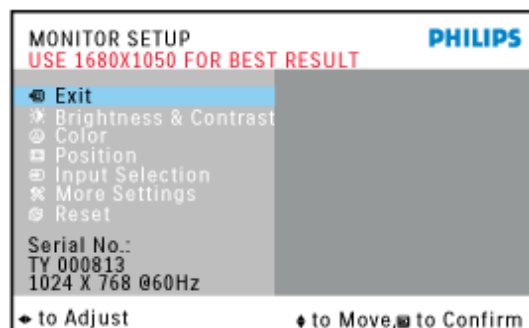 MONITOR SETUP
PHILIPS
USE 1680X1050 FOR BEST RESULT
Exit
Brightness & Contrast
Color
Position
Input Selection
More Settings
Reset
Serial No.:
TY 000813
1024 X 768 @60Hz
to Adjust
to Move, to Confirm